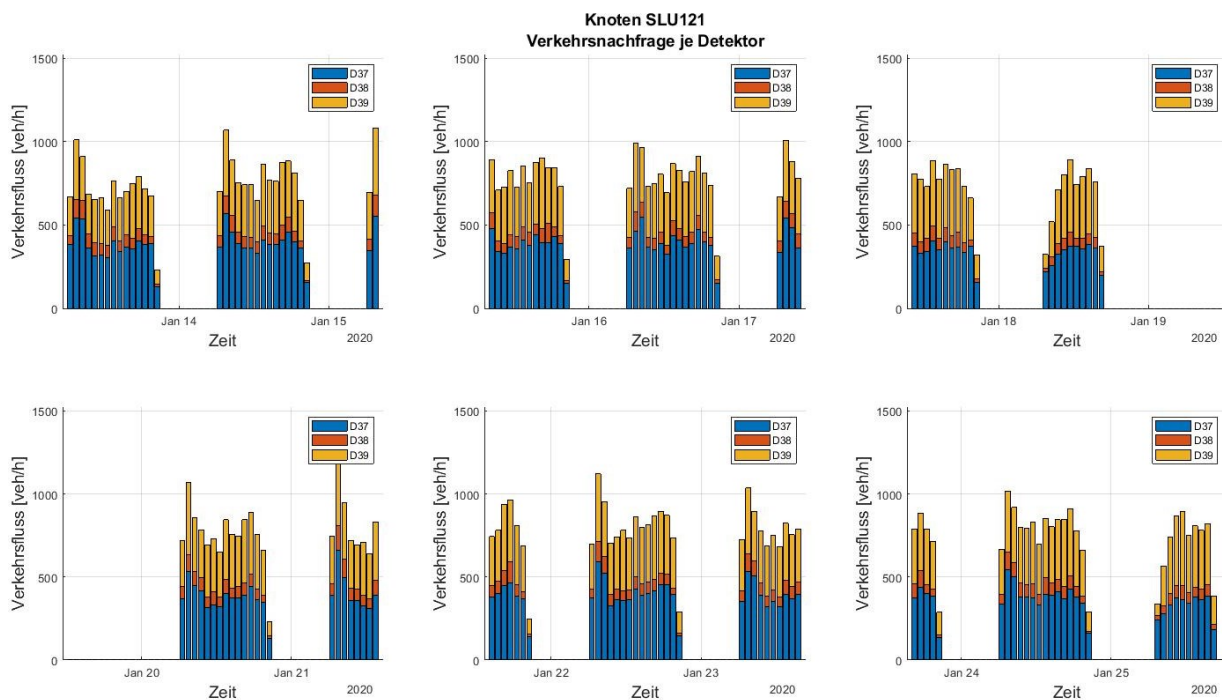 Knoten SLU121
Verkehrsnachfrage je Detektor
1500
1000
500
0
Verkehrsfluss [veh/h]
D37
D38
D39
Jan 14
Jan 15
Zeit
2020
1500
1000
500
0
Verkehrsfluss [veh/h]
D37
D38
D39
Jan 16
Jan 17
Zeit
2020
1500
1000
500
0
Verkehrsfluss [veh/h]
D37
D38
D39
Jan 18
Jan 19
Zeit
2020
1500
1000
500
0
Verkehrsfluss [veh/h]
D37
D38
D39
Jan 20
Jan 21
Zeit
2020
1500
1000
500
0
Verkehrsfluss [veh/h]
D37
D38
D39
Jan 22
Jan 23
Zeit
2020
1500
1000
500
0
Verkehrsfluss [veh/h]
D37
D38
D39
Jan 24
Jan 25
Zeit
2020